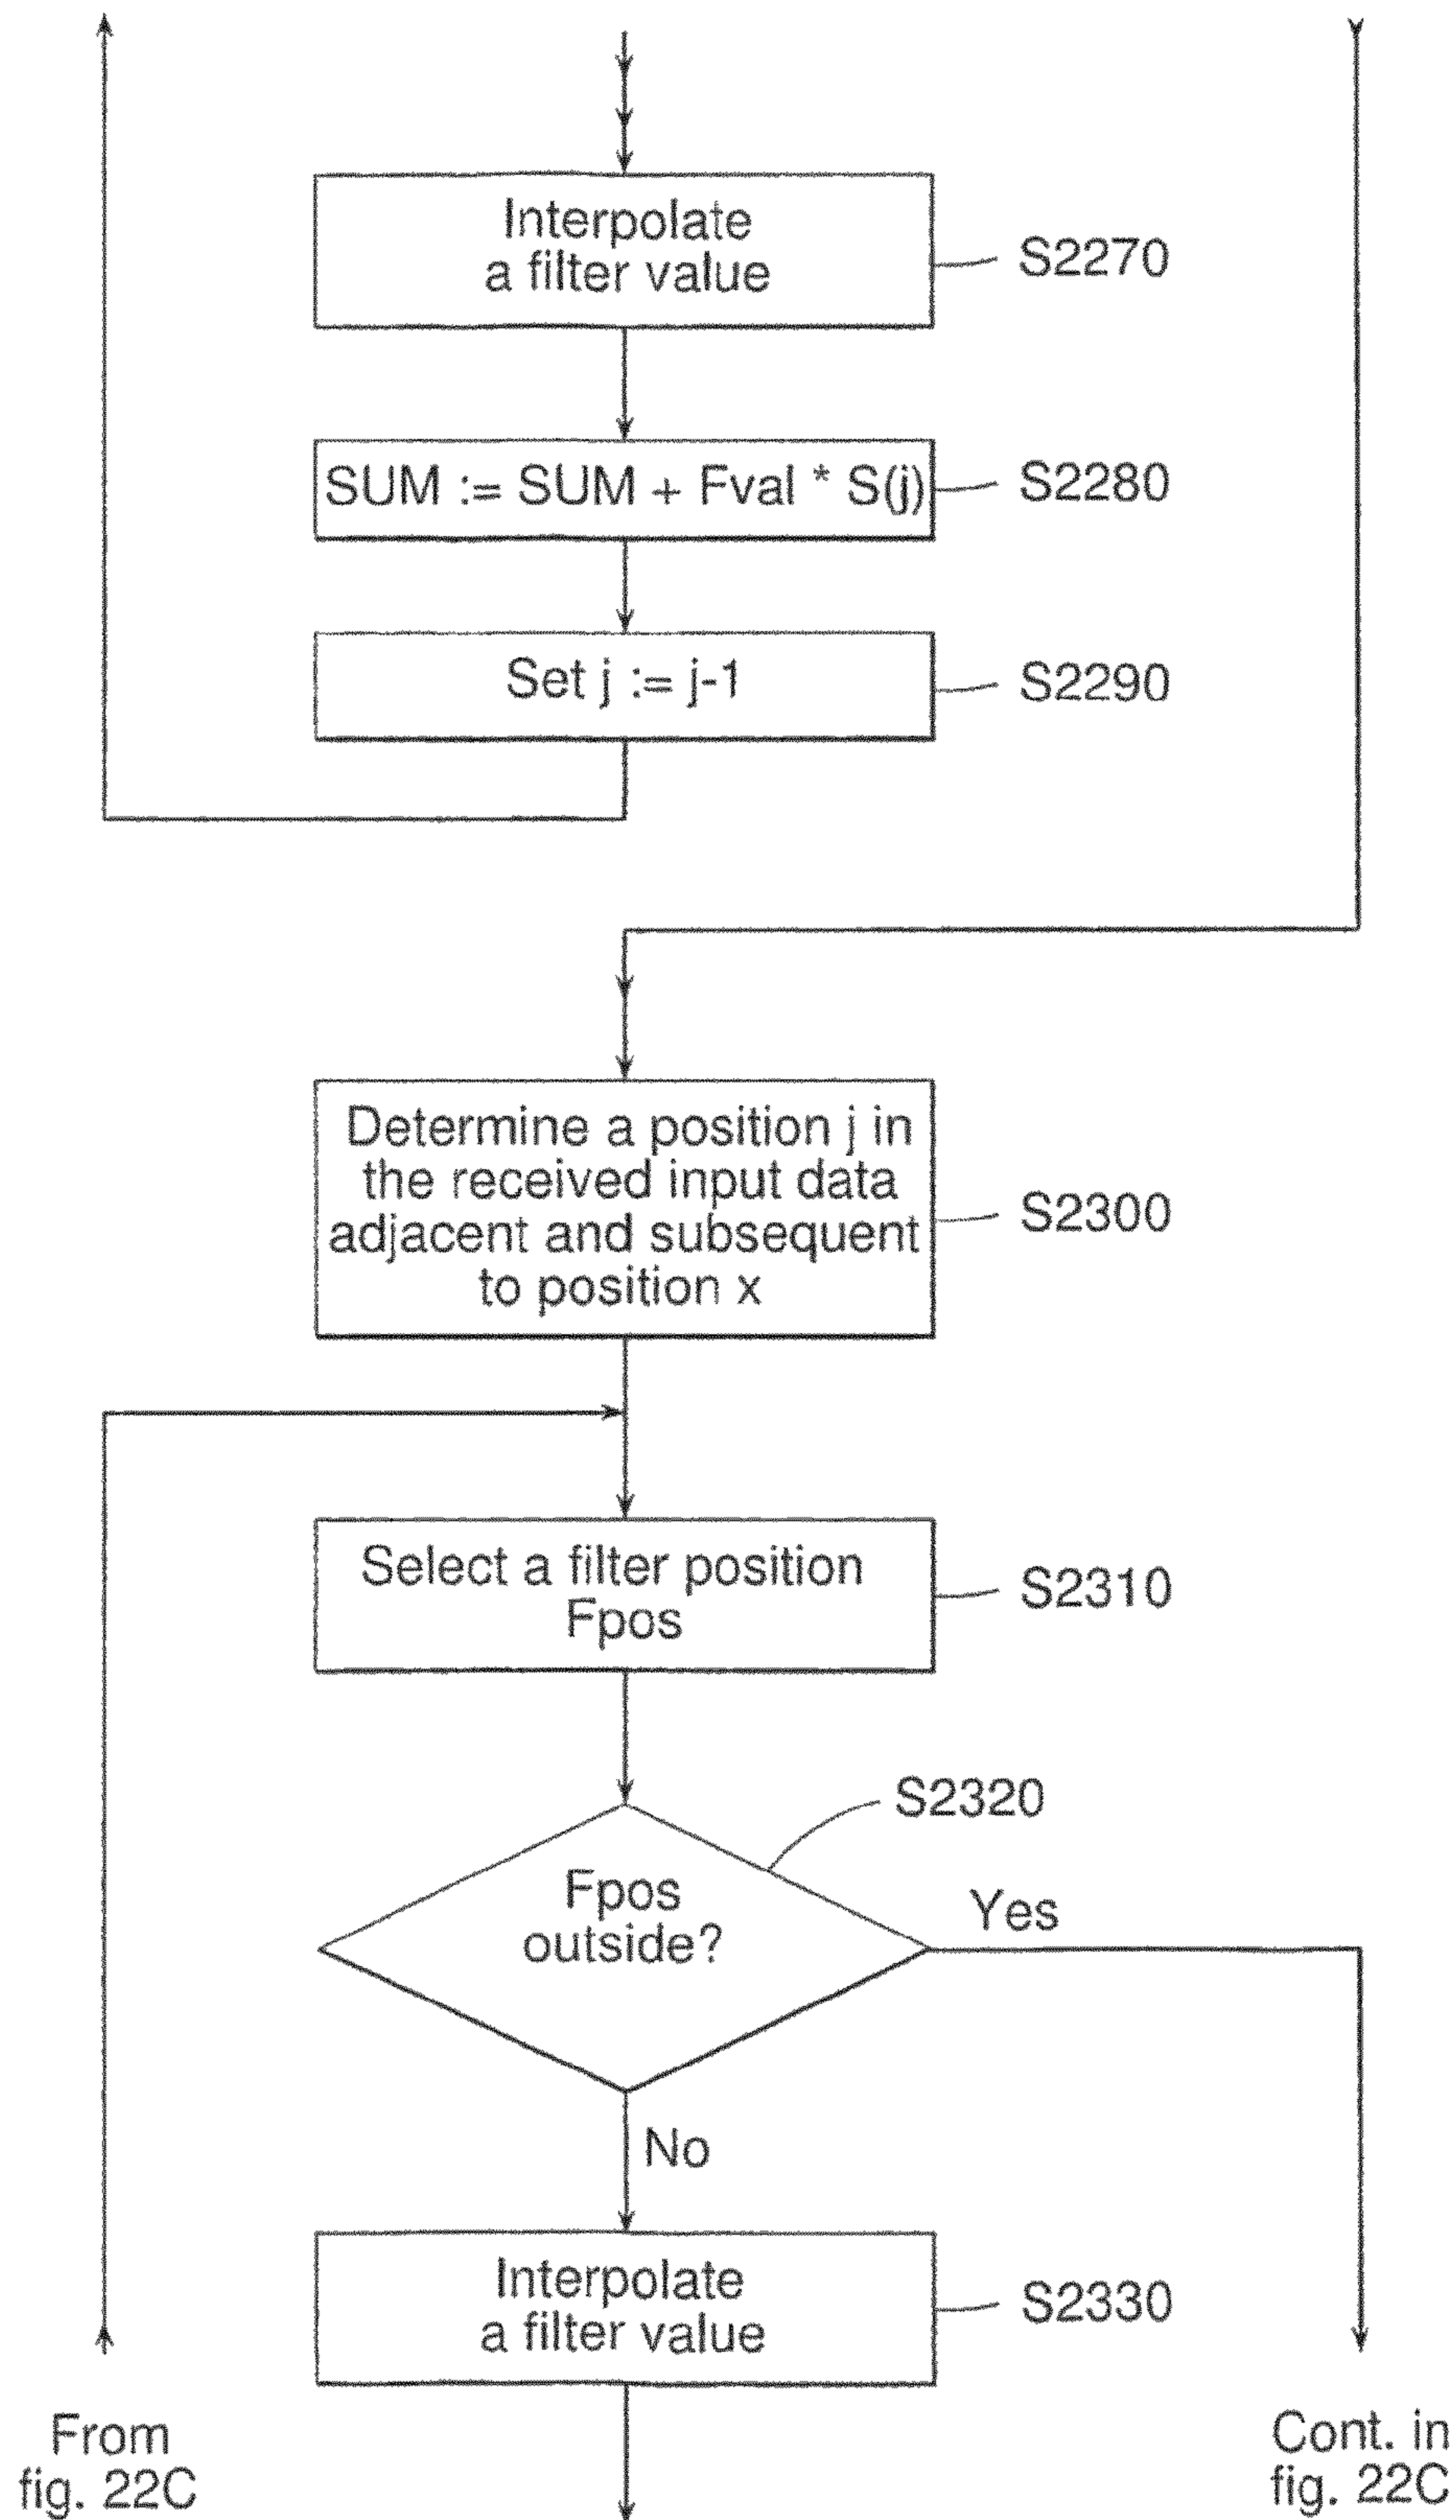 Interpolate
a filter value
S2270
SUM := SUM + Fval * S(j)
S2280
Set j := j-1
S2290
Determine a position j in
the received input data
adjacent and subsequent
to position x
S2300
Select a filter position
Fpos
S2310
S2320
Fpos
outside?
Yes
No
Interpolate
a filter value
S2330
From
fig. 22C
Cont. in
fig. 22C